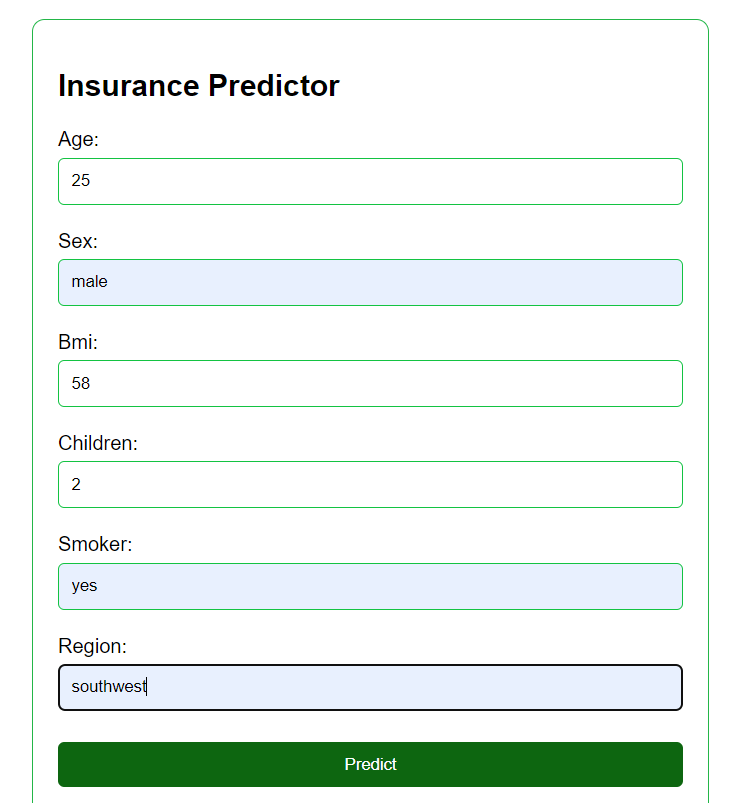 Insurance Predictor
Age:
25
Sex:
male
Bmi:
58
Children:
2
Smoker:
yes
Region:
southwest
Predict